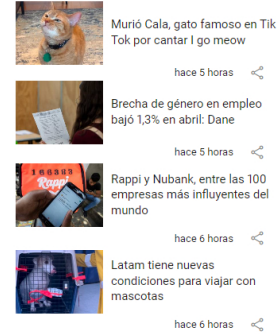 Murió Cala, gato famoso en Tik
Tok por cantar I go meow
hace 5 horas
Brecha de género en empleo
bajó 1,3% en abril: Dane
hace 5 horas
Rappi
Rappi y Nubank, entre las 100
empresas más influyentes del
mundo
hace 6 horas
Latam tiene nuevas
condiciones para viajar con
mascotas
hace 6 horas